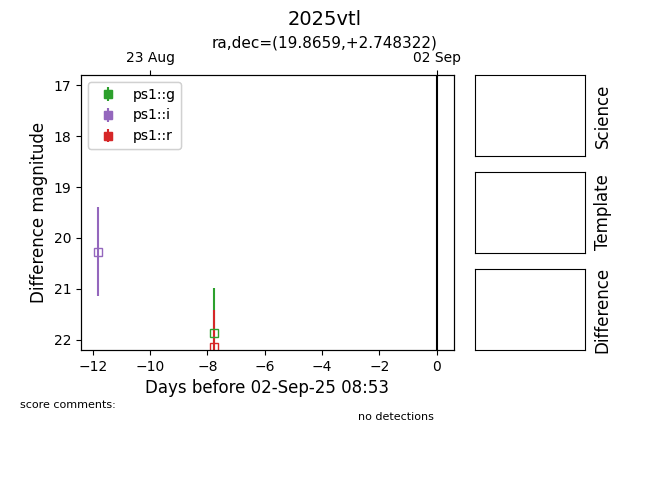 2025vtl
ra,dec=(19.8659,+2.748322)
23 Aug
02 Sep
17
18
19
20
21
22
Difference magnitude
ps1::g
ps1::i
ps1::r
−12
−10
−8
−6
−4
−2
0
Days before 02-Sep-25 08:53
Science
Template
Difference
score comments:
no detections